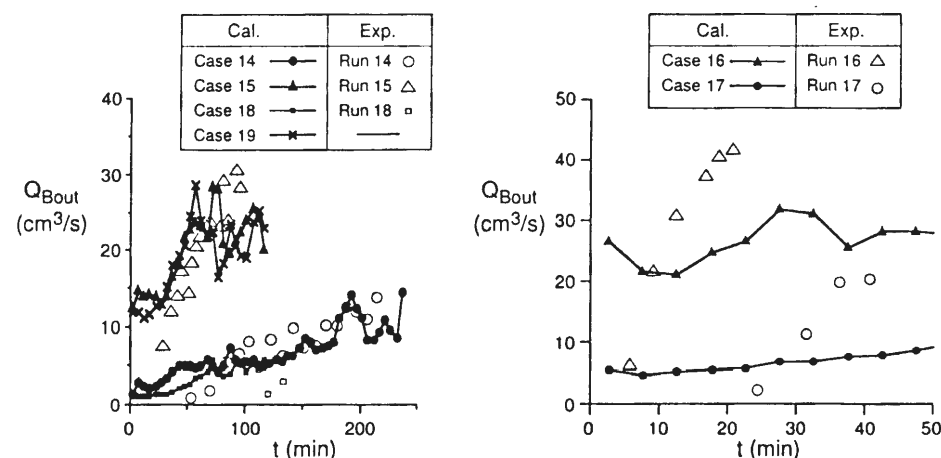 Cal. Exp.
Case 14 Run 14
Case 15 Run 15
Case 18 Run 18
Case 19
40
30
20
10
0
Q_Bout
(cm³/s)
0 100 200
t (min)
Cal. Exp.
Case 16 Run 16
Case 17 Run 17
50
40
30
20
10
0
Q_Bout
(cm³/s)
0 10 20 30 40 50
t (min)